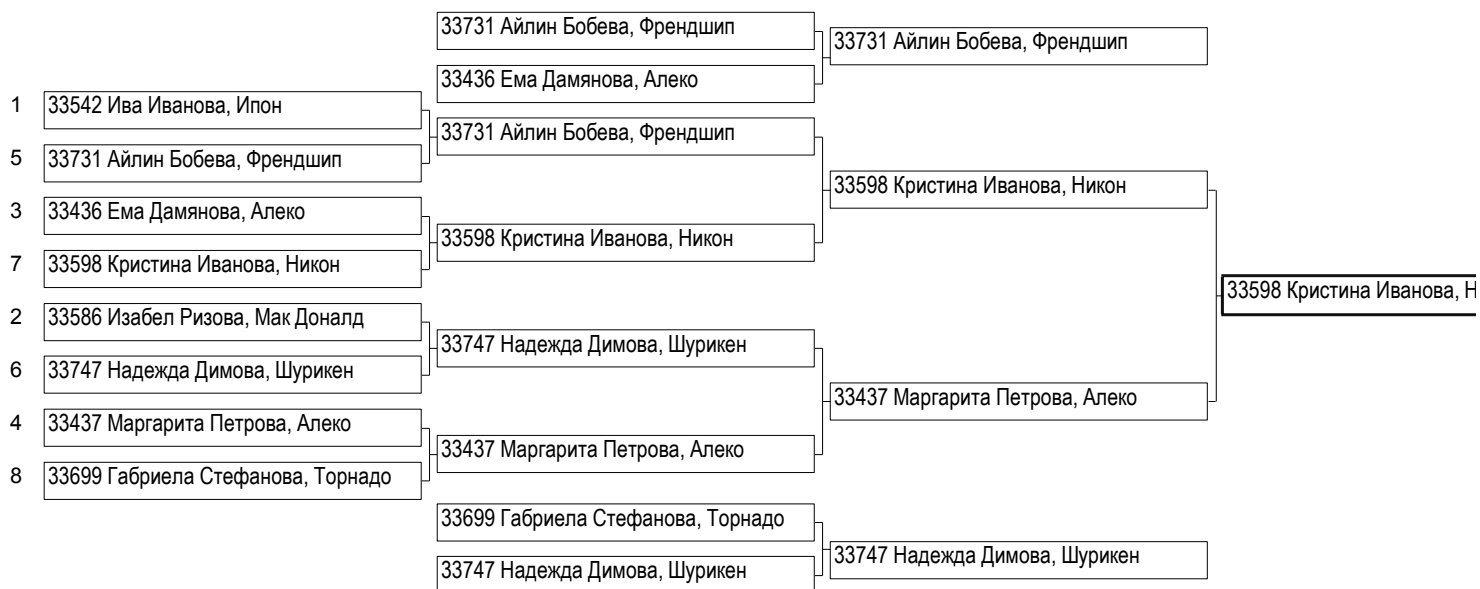 33731 Айлин Бобева, Френдшип
33731 Айлин Бобева, Френдшип
33436 Ема Дамянова, Алеко
1 33542 Ива Иванова, Ипон
33731 Айлин Бобева, Френдшип
5 33731 Айлин Бобева, Френдшип
33598 Кристина Иванова, Никон
3 33436 Ема Дамянова, Алеко
33598 Кристина Иванова, Никон
7 33598 Кристина Иванова, Никон
33598 Кристина Иванова, Н
2 33586 Изабел Ризова, Мак Доналд
33747 Надежда Димова, Шурикен
6 33747 Надежда Димова, Шурикен
33437 Маргарита Петрова, Алеко
4 33437 Маргарита Петрова, Алеко
33437 Маргарита Петрова, Алеко
8 33699 Габриела Стефанова, Торнадо
33699 Габриела Стефанова, Торнадо
33747 Надежда Димова, Шурикен
33747 Надежда Димова, Шурикен